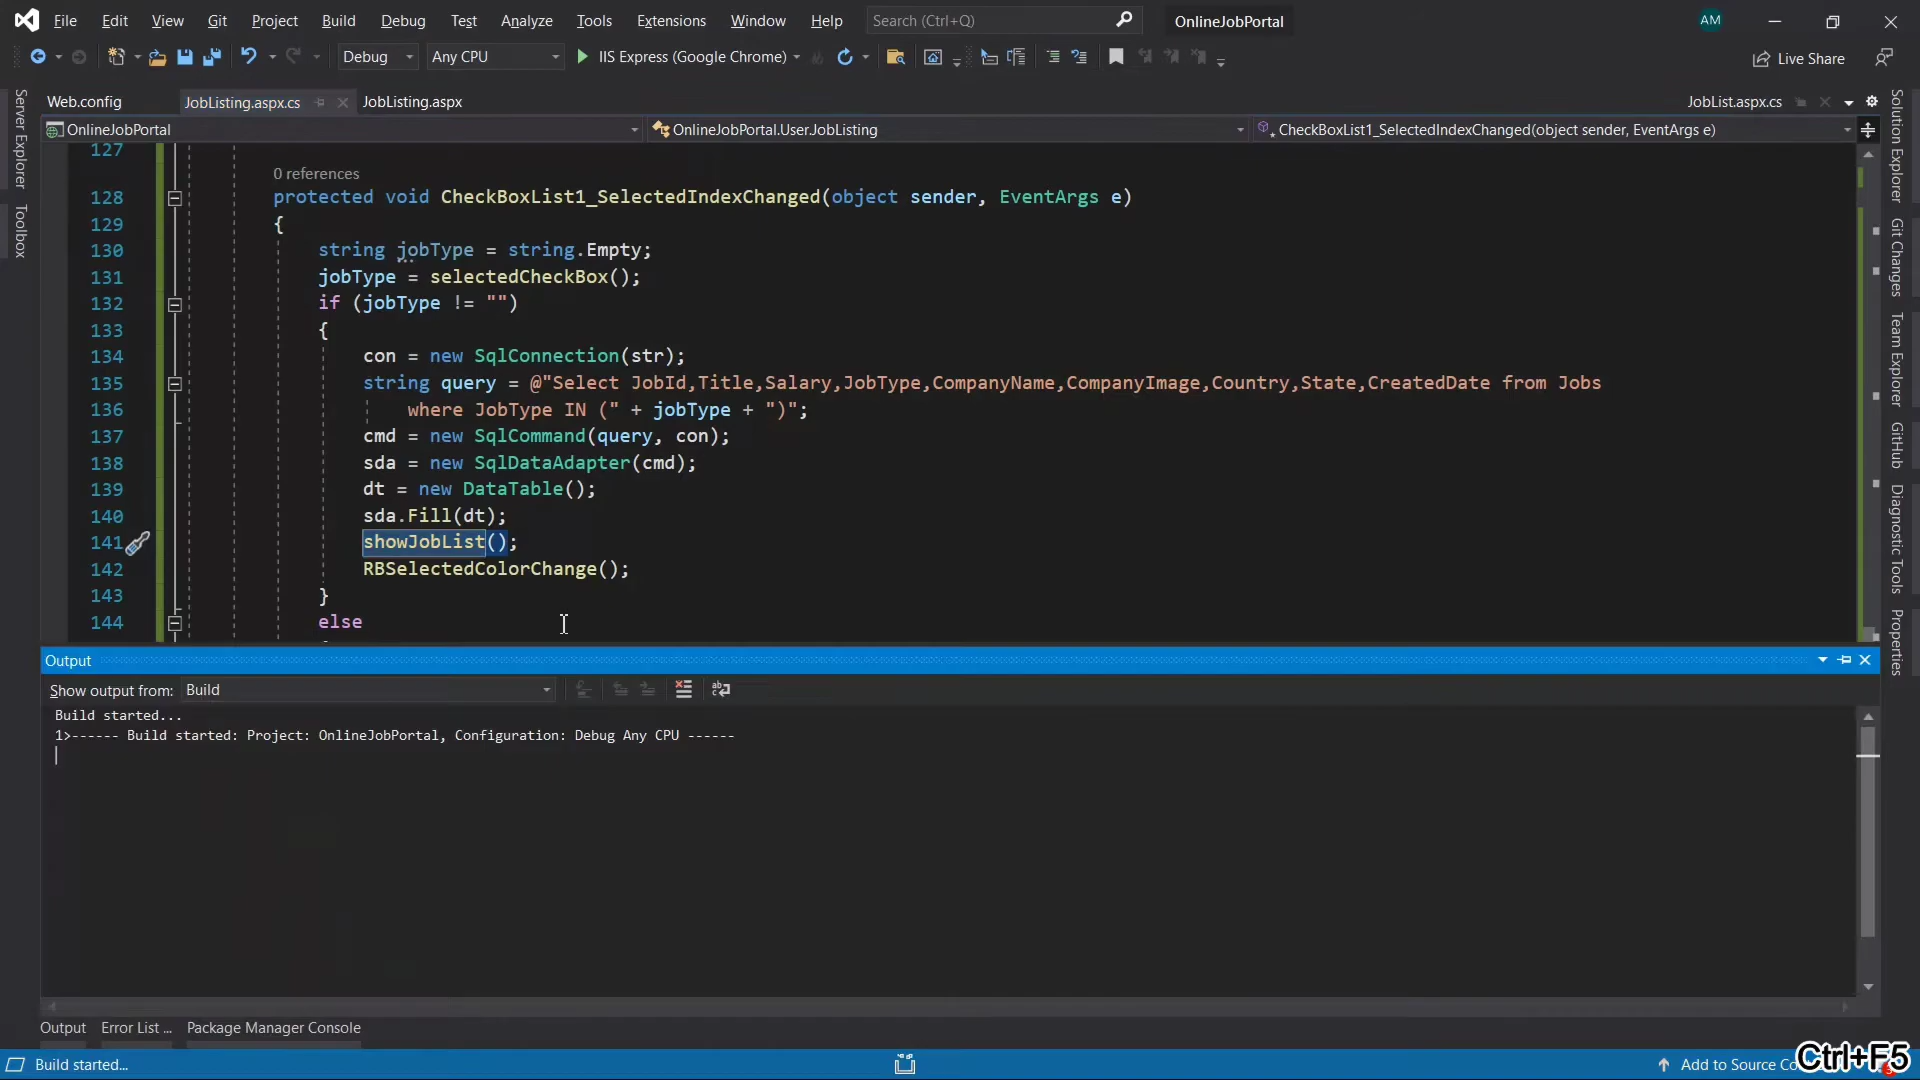 File Edit View Git Project Build Debug Test Analyze Tools Extensions Window Help Search (Ctrl+Q) OnlineJobPortal AM
Debug Any CPU IIS Express (Google Chrome) Live Share
Web.config JobListing.aspx.cs JobListing.aspx JobList.aspx.cs
OnlineJobPortal OnlineJobPortal.User.JobListing CheckBoxList1_SelectedIndexChanged(object sender, EventArgs e)
Server Explorer
Toolbox
Solution Explorer
Git Changes
Team Explorer
GitHub
Diagnostic Tools
Properties
127
0 references
128 protected void CheckBoxList1_SelectedIndexChanged(object sender, EventArgs e)
129 {
130 string jobType = string.Empty;
131 jobType = selectedCheckBox();
132 if (jobType != "")
133 {
134 con = new SqlConnection(str);
135 string query = @"Select JobId,Title,Salary,JobType,CompanyName,CompanyImage,Country,State,CreatedDate from Jobs
136 where JobType IN (" + jobType + ")";
137 cmd = new SqlCommand(query, con);
138 sda = new SqlDataAdapter(cmd);
139 dt = new DataTable();
140 sda.Fill(dt);
141 showJobList();
142 RBSelectedColorChange();
143 }
144 else
Output
Show output from: Build
Build started...
1>------ Build started: Project: OnlineJobPortal, Configuration: Debug Any CPU ------
Output Error List ... Package Manager Console
Build started... Add to Source Co
Ctrl+F5